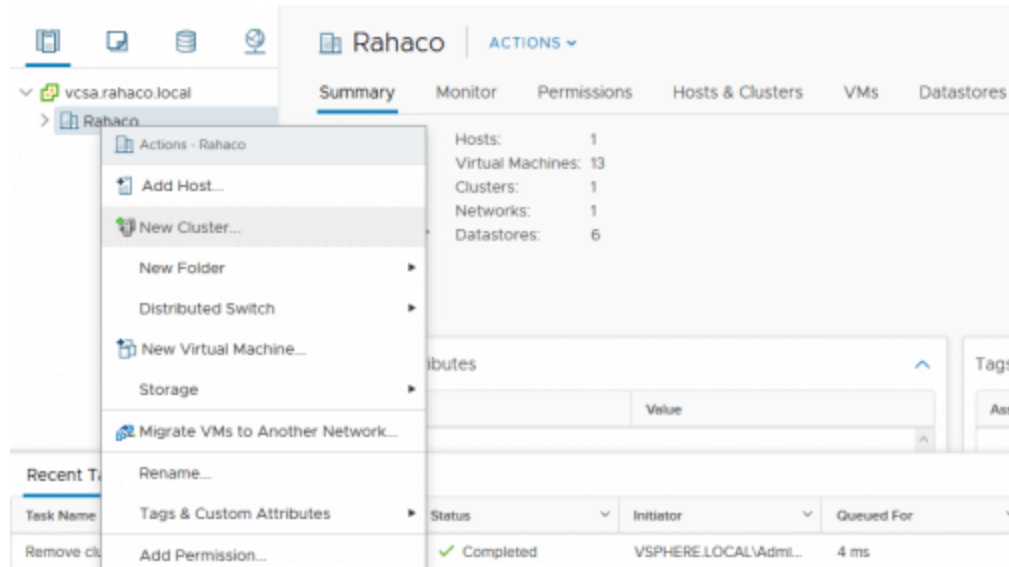 Rahaco
ACTIONS
vcsa.rahaco.local
Rahaco
Summary Monitor Permissions Hosts & Clusters VMs Datastores
Actions - Rahaco
Add Host...
New Cluster...
New Folder
Distributed Switch
New Virtual Machine...
Storage
Migrate VMs to Another Network...
Rename...
Tags & Custom Attributes
Add Permission...
Hosts: 1
Virtual Machines: 13
Clusters: 1
Networks: 1
Datastores: 6
ibutes
Value
Tags
Ass
Recent Ta
Task Name Status Initiator Queued For
Remove clu Completed VSPHERE.LOCAL\Admi... 4 ms